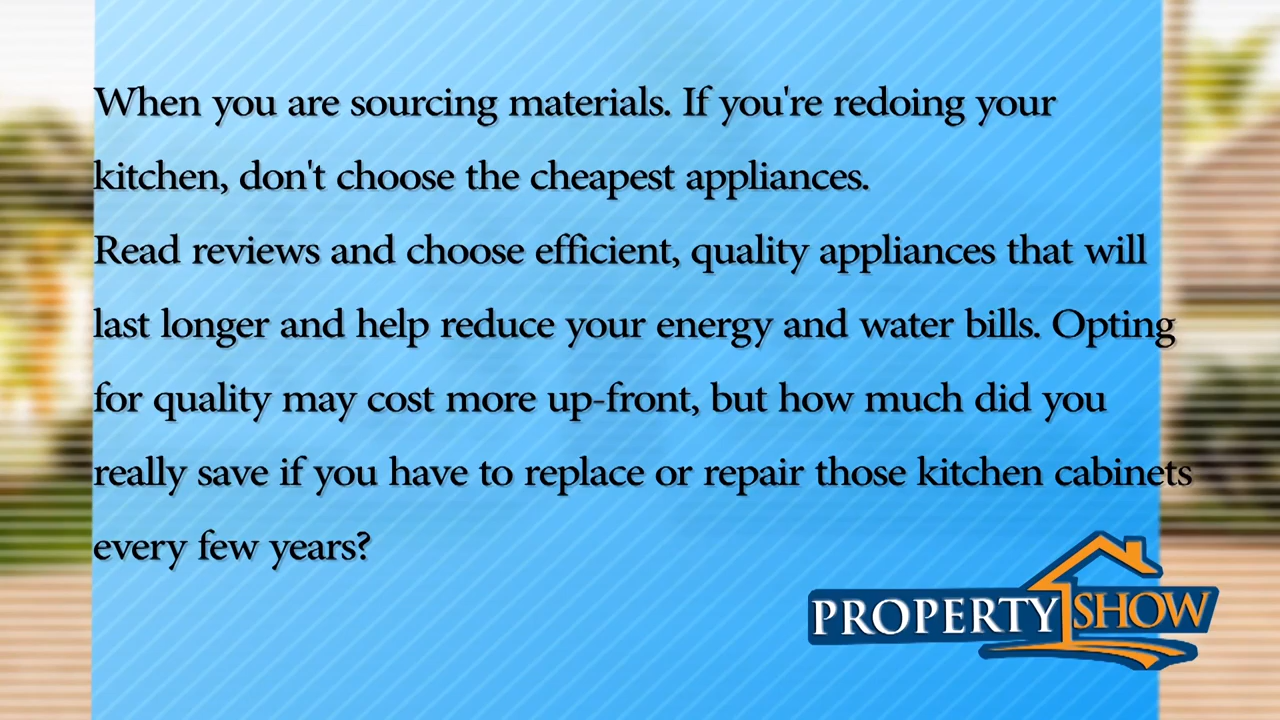 When you are sourcing materials. If you're redoing your
kitchen, don't choose the cheapest appliances.
Read reviews and choose efficient, quality appliances that will
last longer and help reduce your energy and water bills. Opting
for quality may cost more up-front, but how much did you
really save if you have to replace or repair those kitchen cabinets
every few years?
PROPERTY SHOW